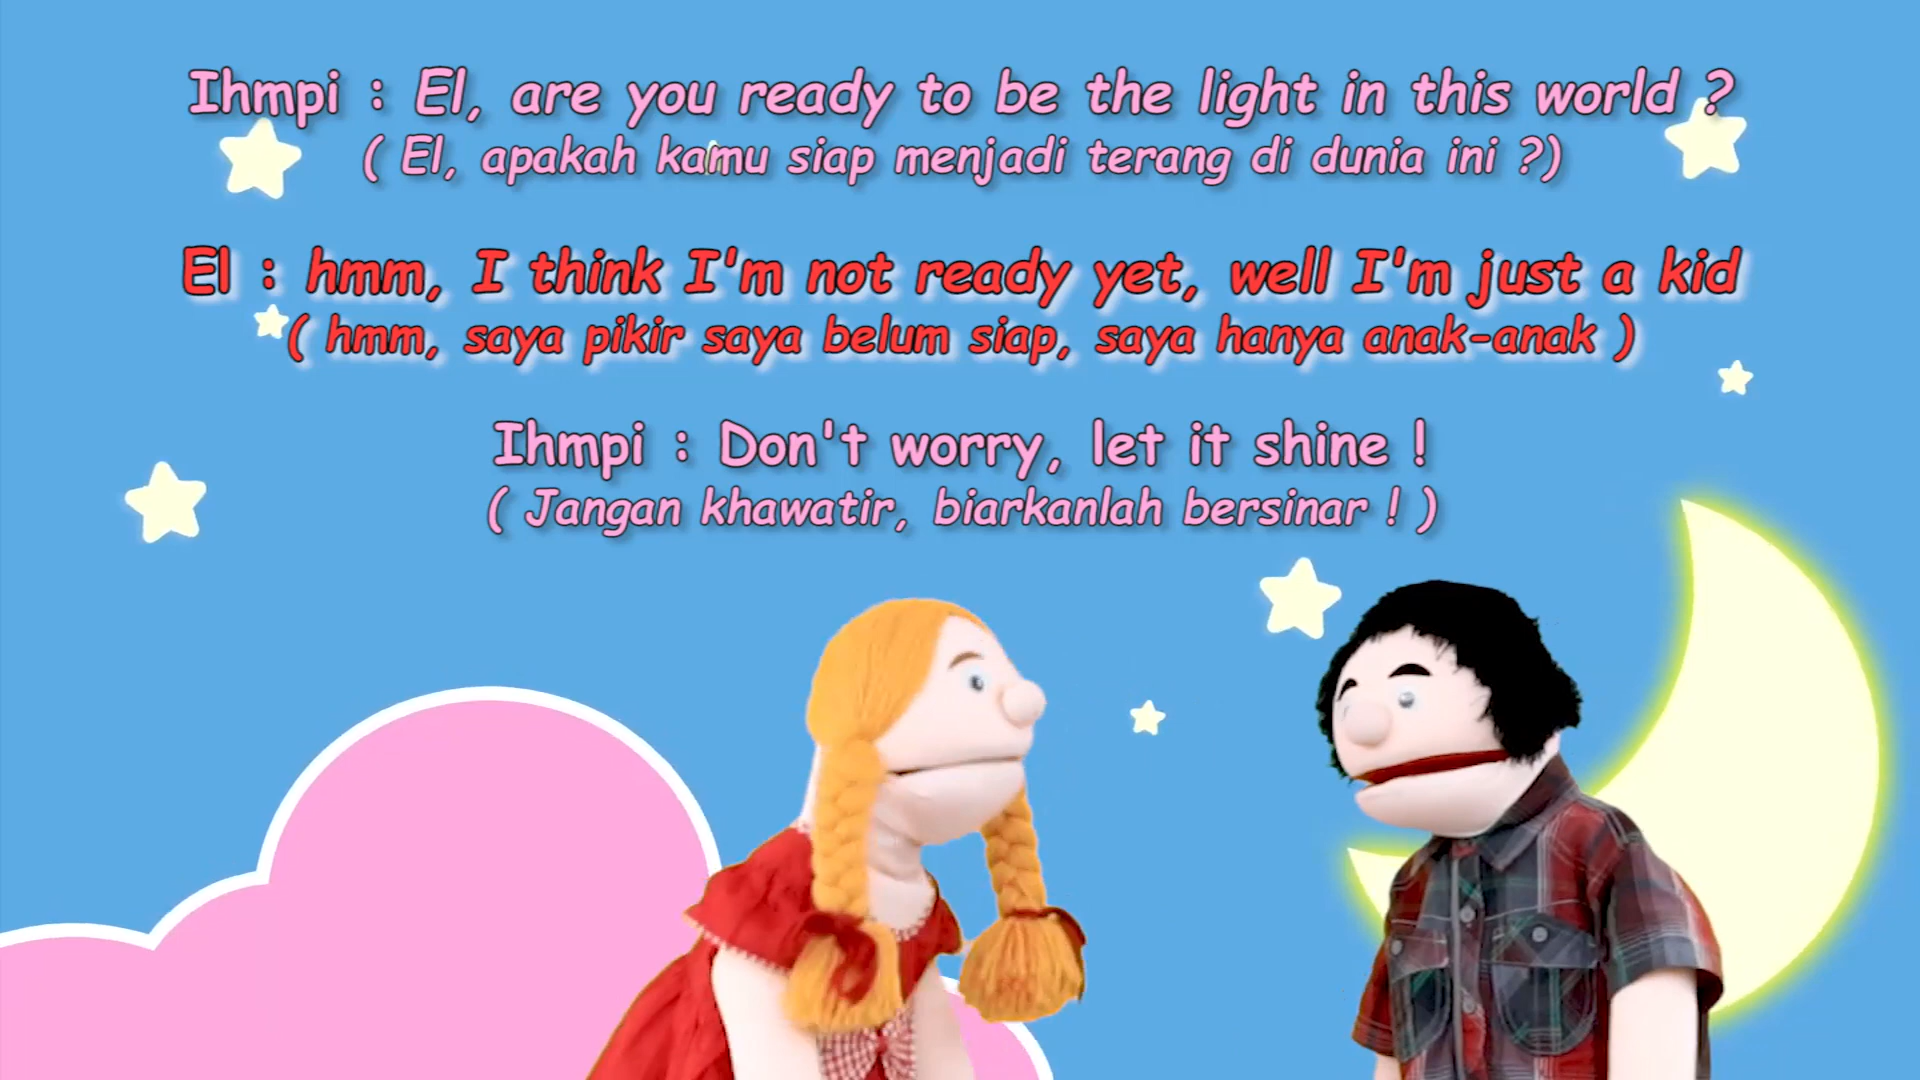 Ihmpi : El, are you ready to be the light in this world ?
( El, apakah kamu siap menjadi terang di dunia ini ?)
El : hmm, I think I'm not ready yet, well I'm just a kid
( hmm, saya pikir saya belum siap, saya hanya anak-anak )
Ihmpi : Don't worry, let it shine !
( Jangan khawatir, biarkanlah bersinar ! )